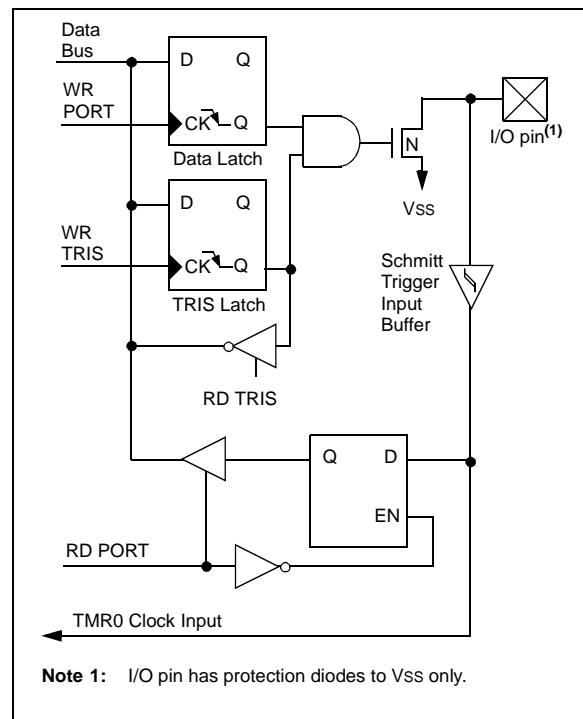 Data
Bus
D Q
WR
PORT
CK Q
Data Latch
N
I/O pin(1)
VSS
D Q
WR
TRIS
CK Q
TRIS Latch
Schmitt
Trigger
Input
Buffer
RD TRIS
Q D
EN
RD PORT
TMR0 Clock Input
Note 1: I/O pin has protection diodes to VSS only.